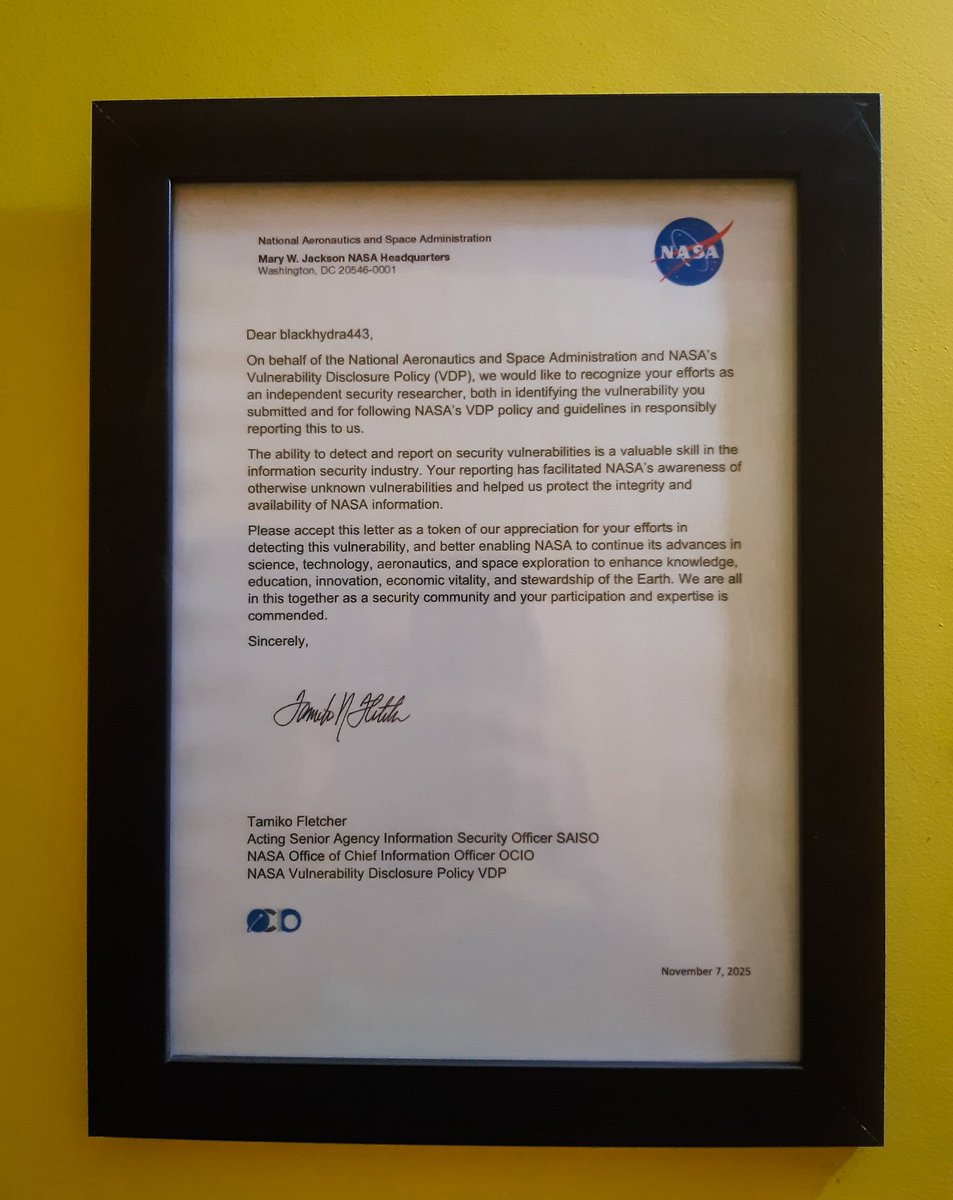 National Aeronautics and Space Administration
Mary W. Jackson NASA Headquarters
Washington, DC 20546-0001
NASA
Dear blackhydra443,
On behalf of the National Aeronautics and Space Administration and NASA's
Vulnerability Disclosure Policy (VDP), we would like to recognize your efforts as
an independent security researcher, both in identifying the vulnerability you
submitted and for following NASA's VDP policy and guidelines in responsibly
reporting this to us.
The ability to detect and report on security vulnerabilities is a valuable skill in the
information security industry. Your reporting has facilitated NASA's awareness of
otherwise unknown vulnerabilities and helped us protect the integrity and
availability of NASA information.
Please accept this letter as a token of our appreciation for your efforts in
detecting this vulnerability, and better enabling NASA to continue its advances in
science, technology, aeronautics, and space exploration to enhance knowledge,
education, innovation, economic vitality, and stewardship of the Earth. We are all
in this together as a security community and your participation and expertise is
commended.
Sincerely,
Tamiko N Fletcher
Tamiko Fletcher
Acting Senior Agency Information Security Officer SAISO
NASA Office of Chief Information Officer OCIO
NASA Vulnerability Disclosure Policy VDP
OCIO
November 7, 2025